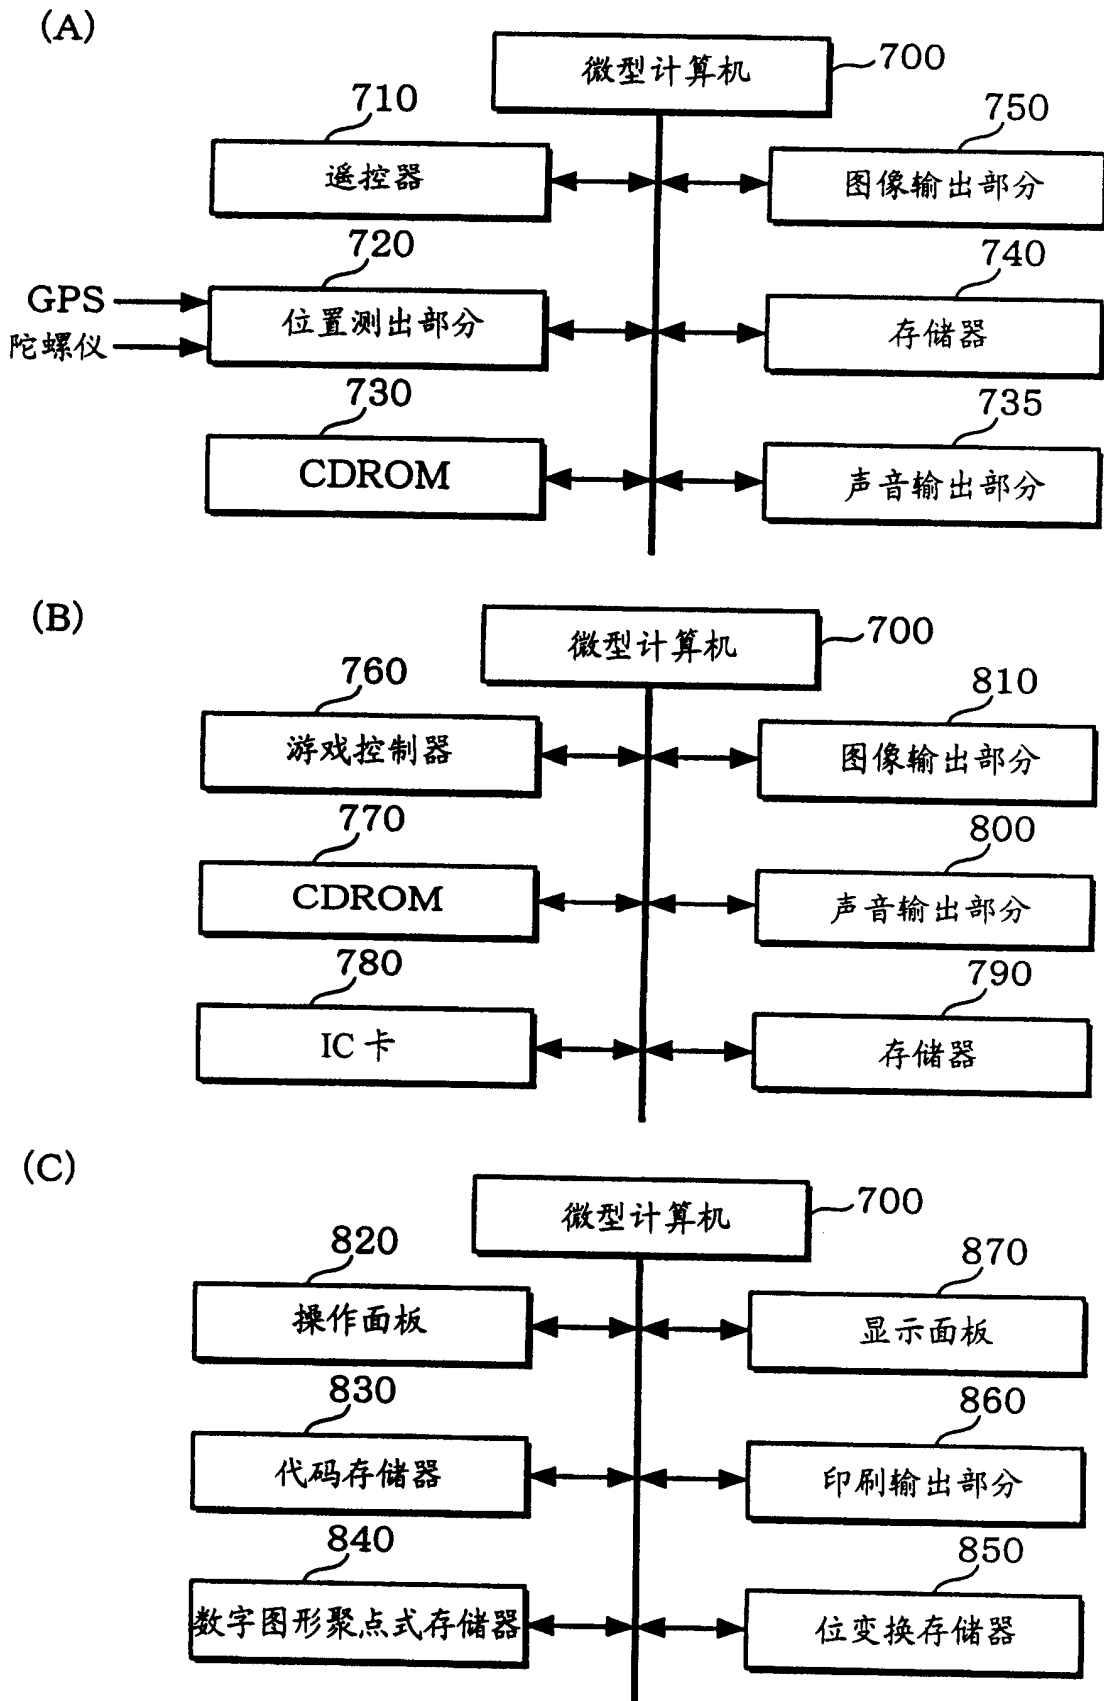 (A)
微型计算机
700
710
遥控器
750
图像输出部分
720
GPS
陀螺仪
位置测出部分
740
存储器
730
CDROM
735
声音输出部分
(B)
微型计算机
700
760
游戏控制器
810
图像输出部分
770
CDROM
800
声音输出部分
780
IC卡
790
存储器
(C)
微型计算机
700
820
操作面板
870
显示面板
830
代码存储器
860
印刷输出部分
840
数字图形聚点式存储器
850
位变换存储器